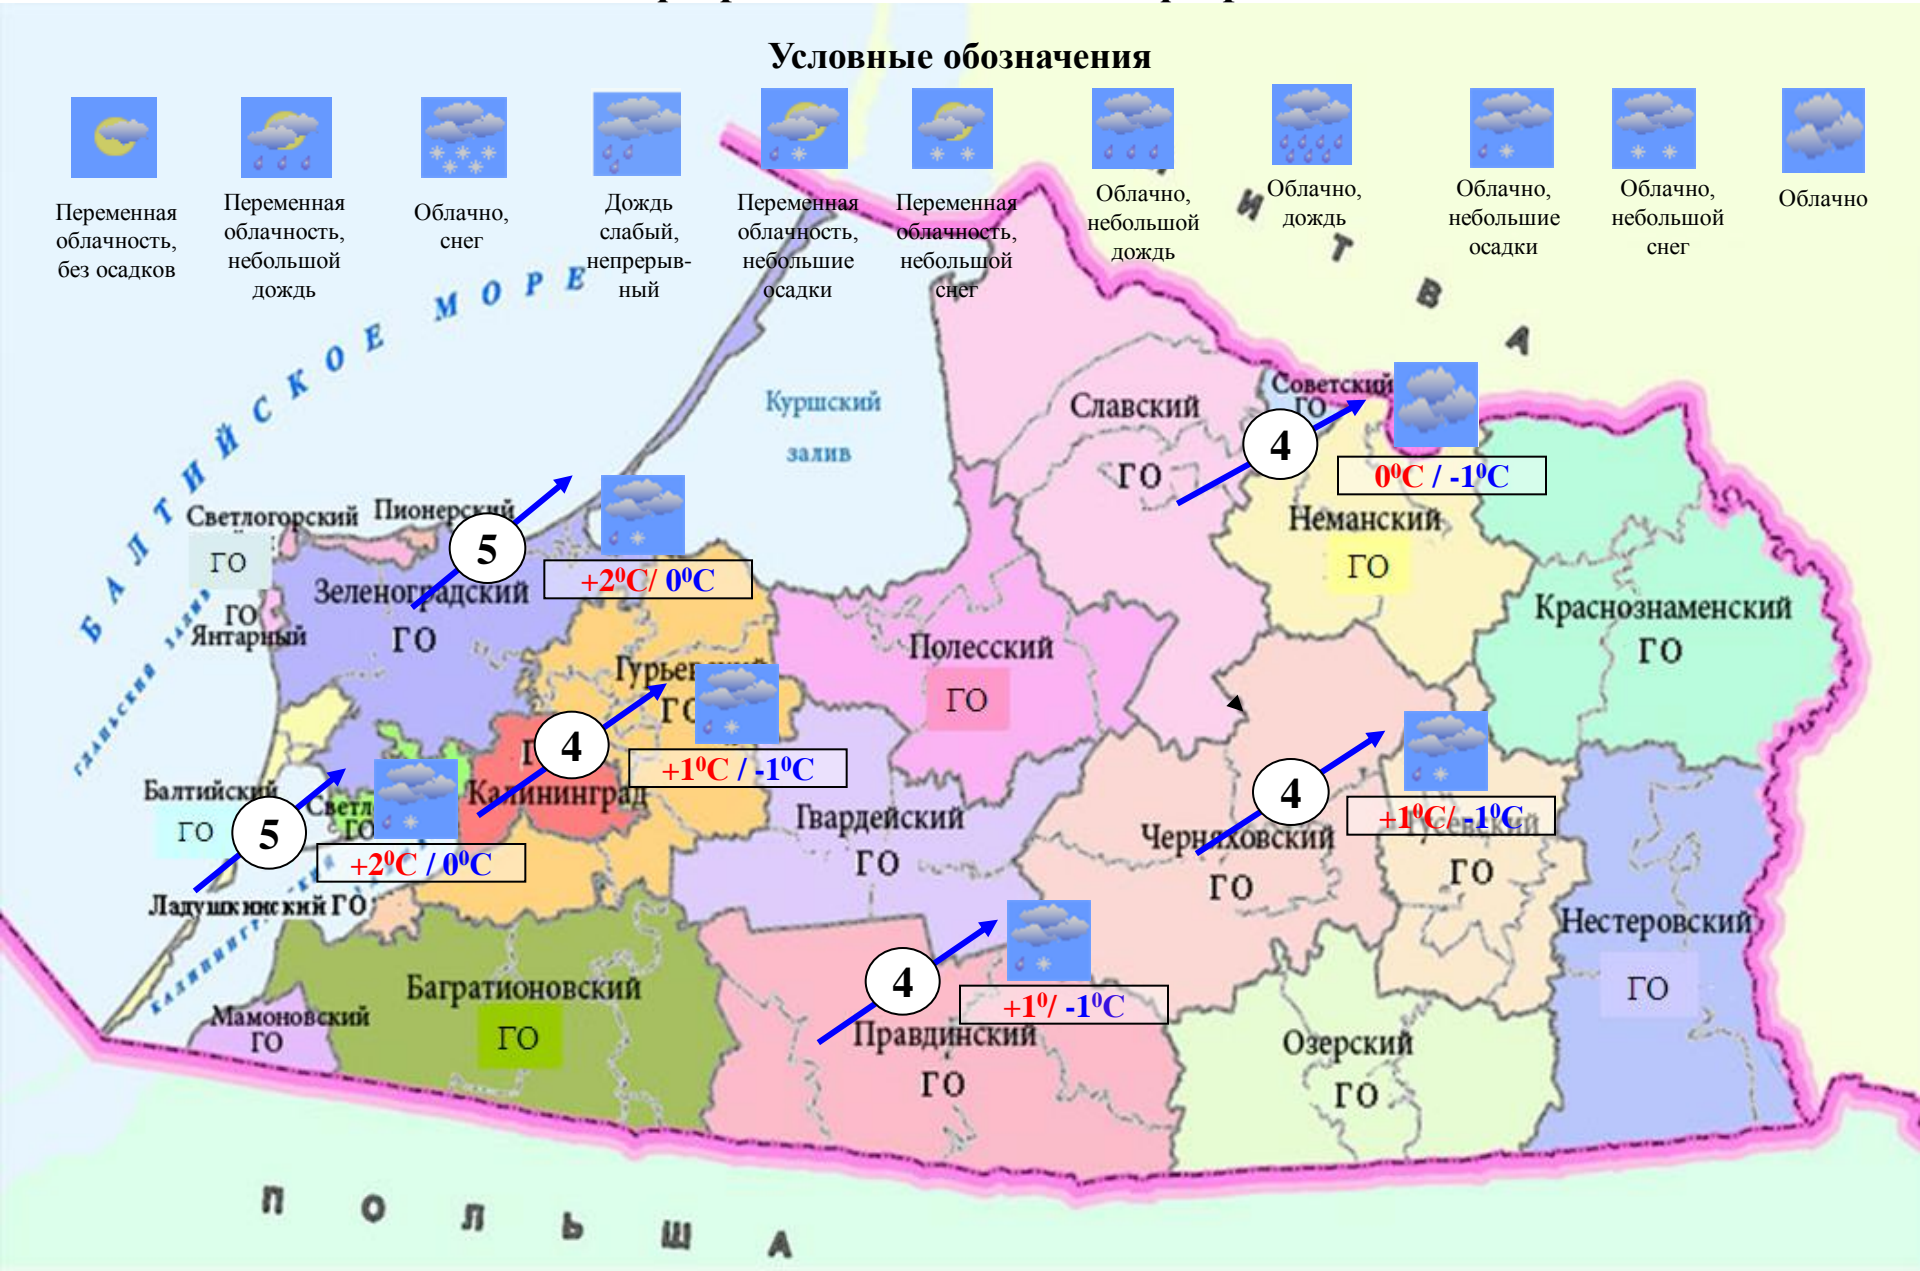 Условные обозначения
Переменная
облачность,
без осадков
Переменная
облачность,
небольшой
дождь
Облачно,
снег
Дождь
слабый,
непрерыв-
ный
Переменная
облачность,
небольшие
осадки
Переменная
облачность,
небольшой
снег
Облачно,
небольшой
дождь
Облачно,
дождь
Облачно,
небольшие
осадки
Облачно,
небольшой
снег
Облачно
БАЛТИЙСКОЕ МОРЕ
ИТВА
Куршский
залив
Славский
ГО
Советский
ГО
4
0⁰С / -1⁰С
Неманский
ГО
Светлогорский
ГО
Пионерский
5
+2⁰С/ 0⁰С
Зеленоградский
ГО
ГО
Янтарный
Краснознаменский
ГО
Полесский
ГО
ГО
4
+1⁰С / -1⁰С
Калининград
Балтийский
ГО
5
ГО
+2⁰С / 0⁰С
Ладушкинский ГО
Гвардейский
ГО
4
+1⁰С/ -1⁰С
Черняховский
ГО
Гусевский
ГО
Нестеровский
ГО
Багратионовский
ГО
Мамоновский
ГО
4
+1⁰/ -1⁰С
Правдинский
ГО
Озерский
ГО
ПОЛЬША